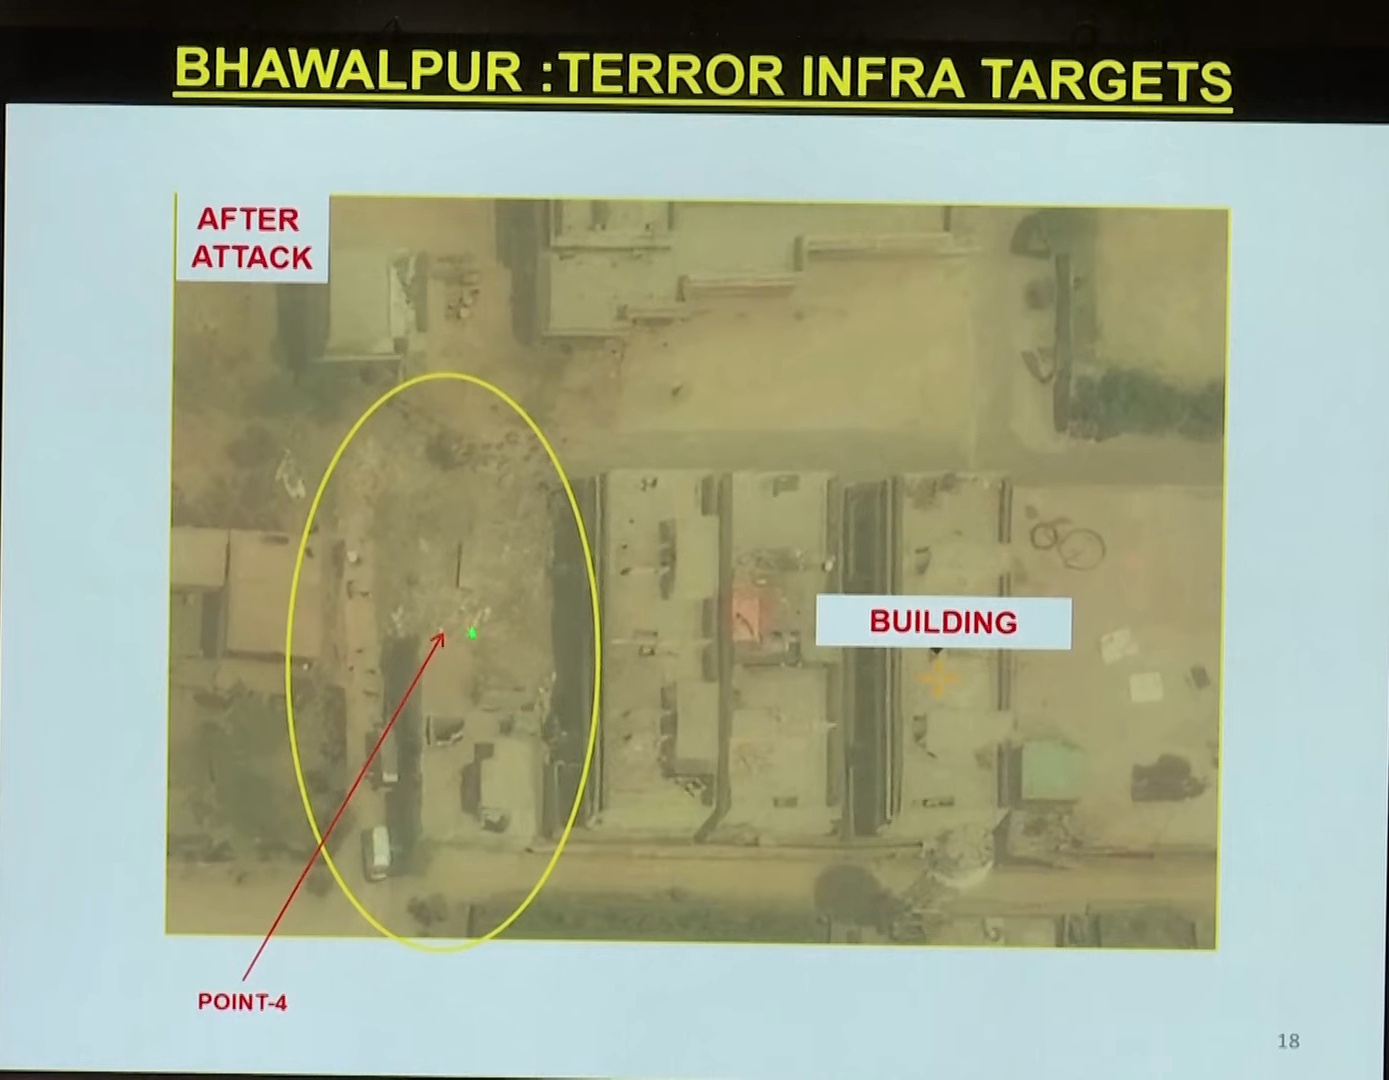 BHAWALPUR :TERROR INFRA TARGETS
AFTER
ATTACK
BUILDING
POINT-4
18